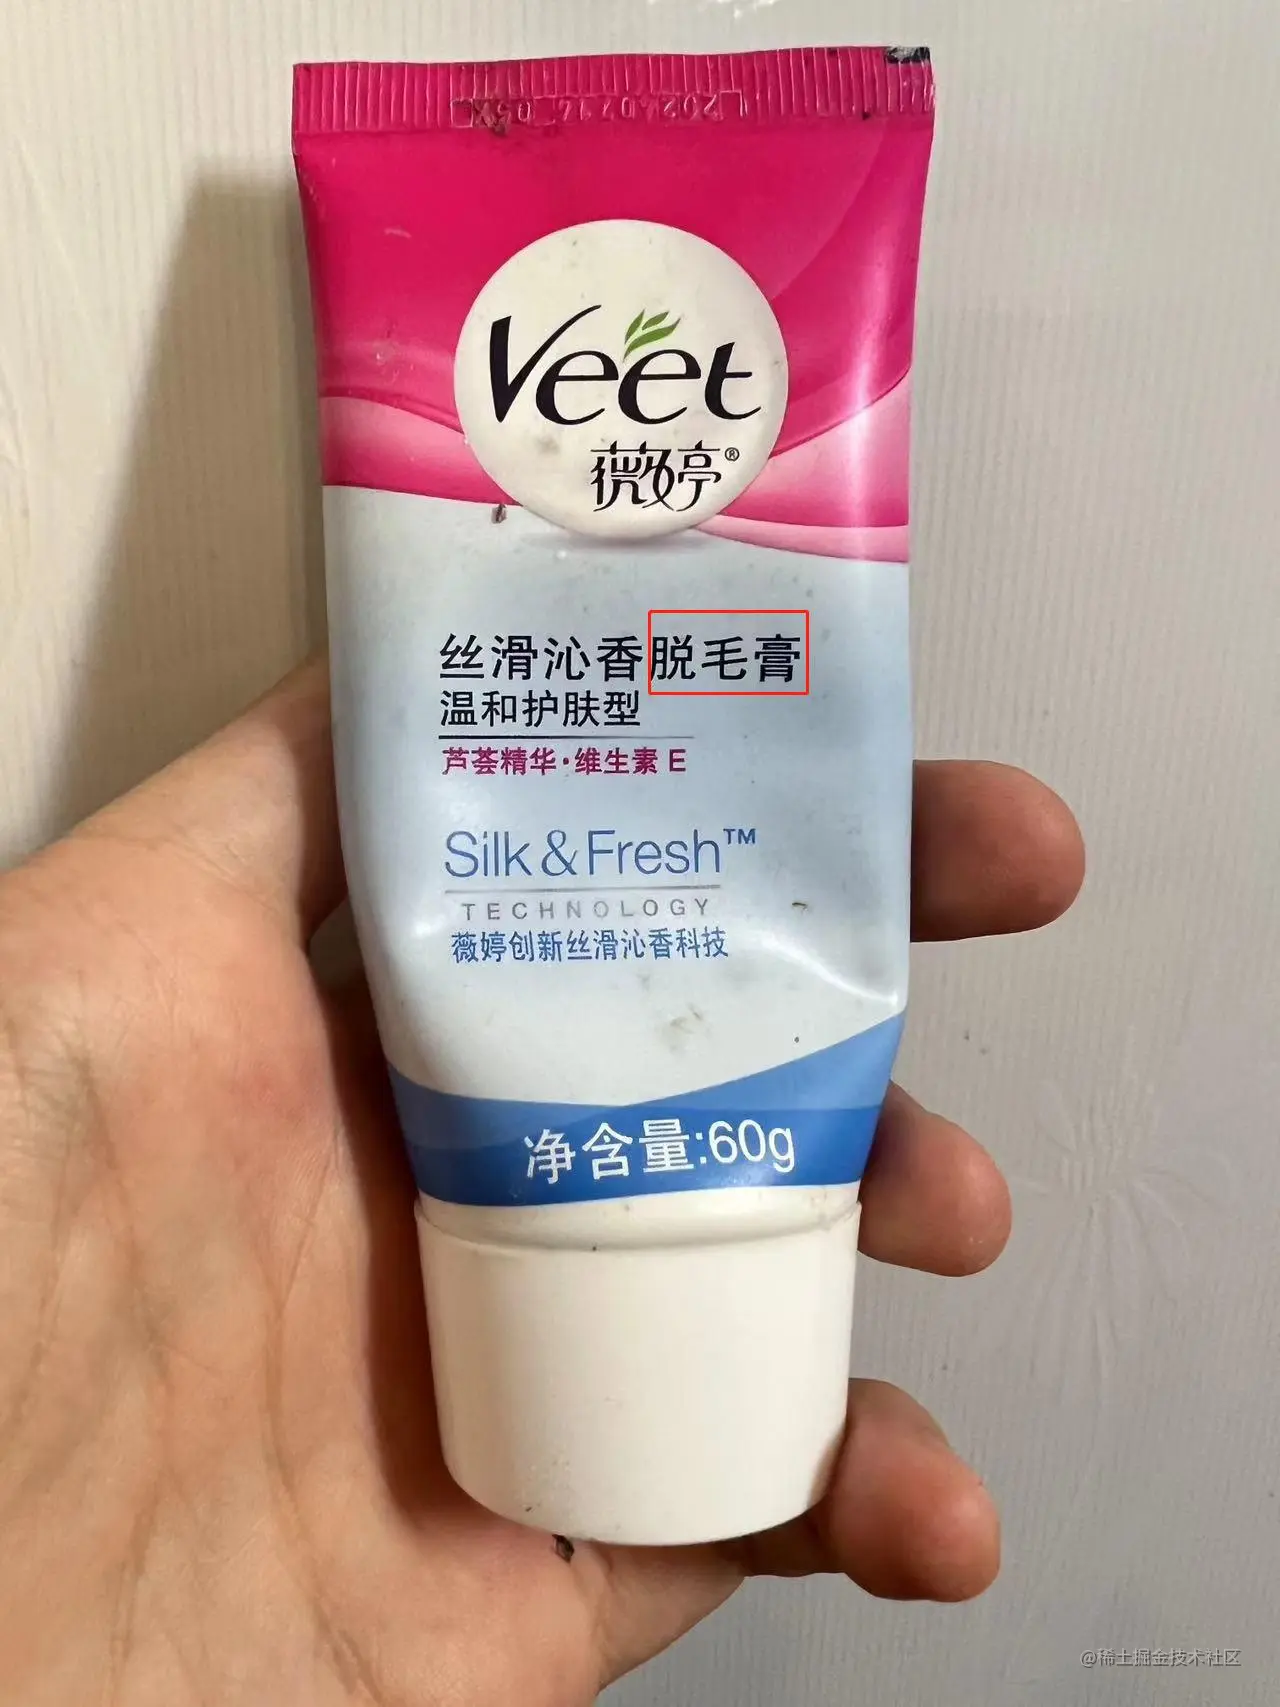 Veet
薇婷®
丝滑沁香脱毛膏
温和护肤型
芦荟精华·维生素 E
Silk & Fresh™
TECHNOLOGY
薇婷创新丝滑沁香科技
净含量:60g
@稀土掘金技术社区